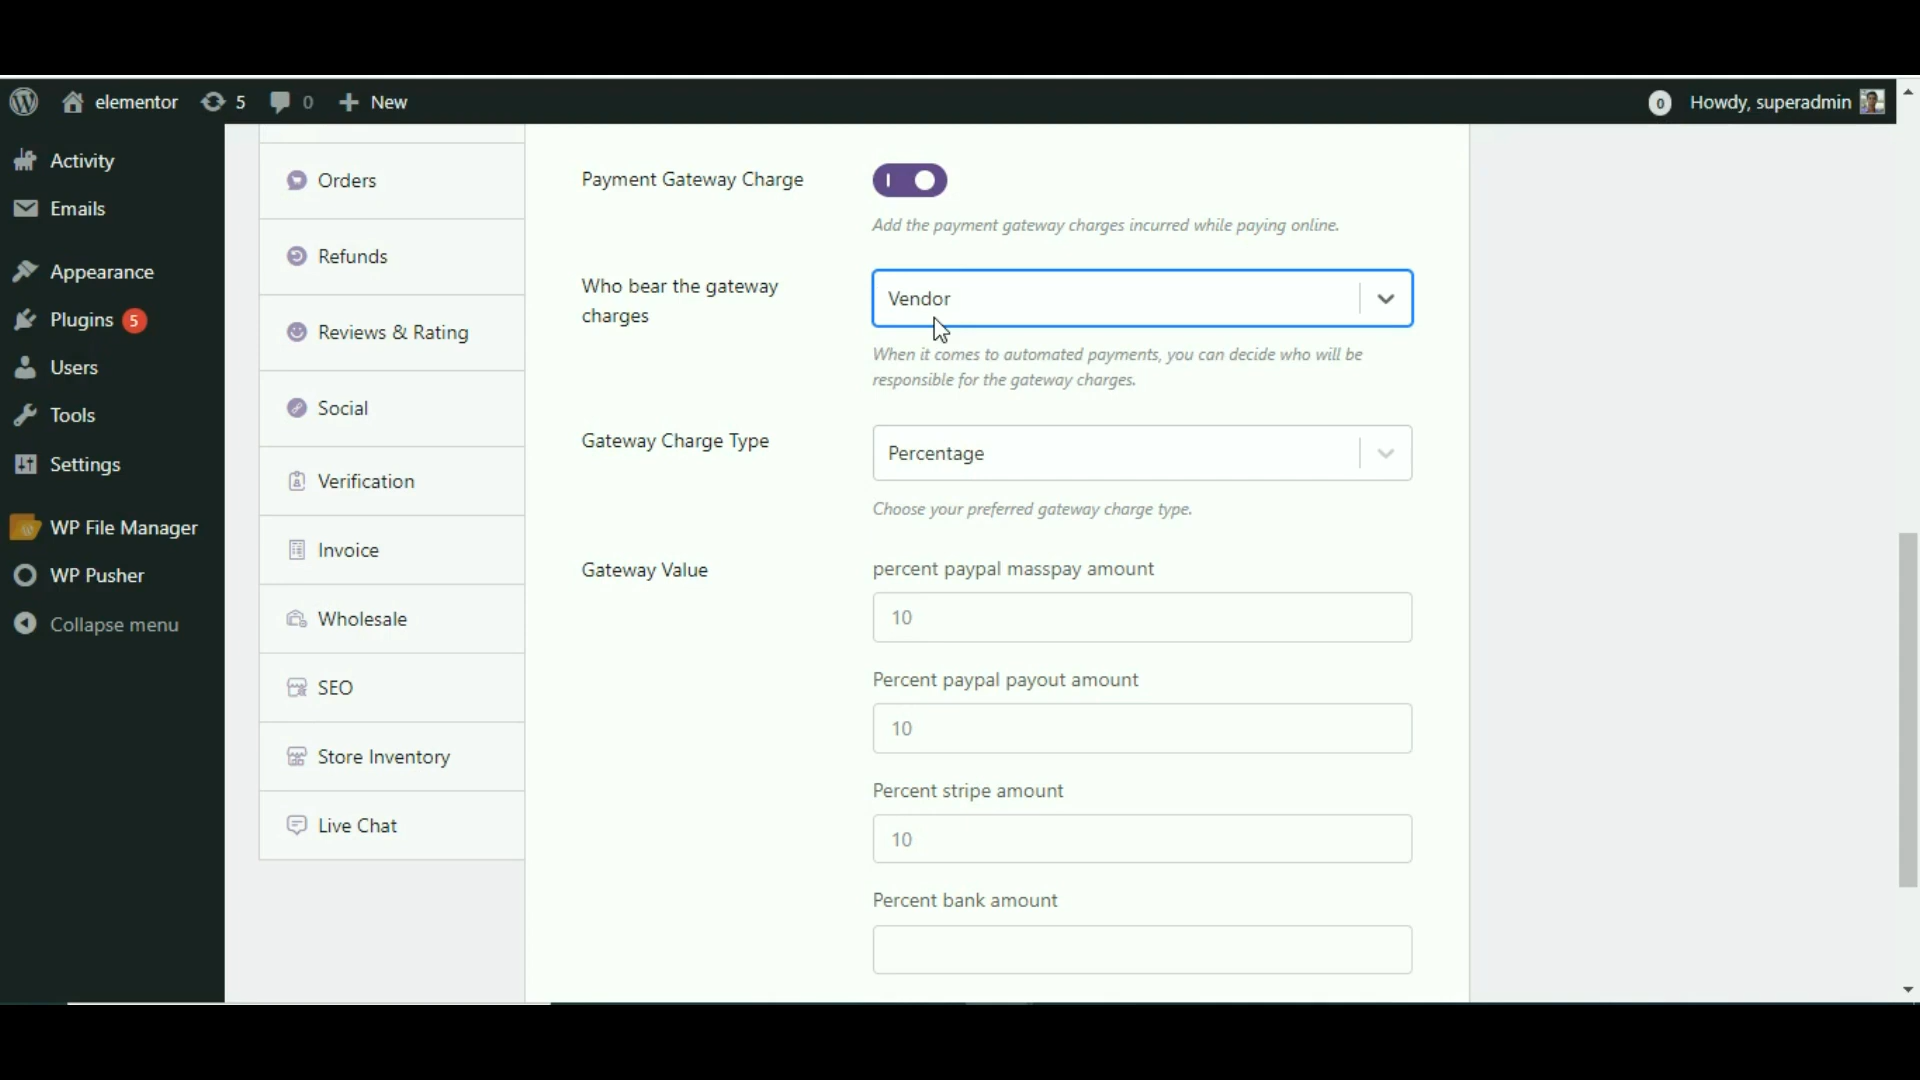 elementor 5 0 + New 0 Howdy, superadmin
Activity
Emails
Appearance
Plugins 5
Users
Tools
Settings
WP File Manager
WP Pusher
Collapse menu
Orders
Refunds
Reviews & Rating
Social
Verification
Invoice
Wholesale
SEO
Store Inventory
Live Chat
Payment Gateway Charge
Add the payment gateway charges incurred while paying online.
Who bear the gateway
charges
Vendor
When it comes to automated payments, you can decide who will be
responsible for the gateway charges.
Gateway Charge Type
Percentage
Choose your preferred gateway charge type.
Gateway Value
percent paypal masspay amount
10
Percent paypal payout amount
10
Percent stripe amount
10
Percent bank amount